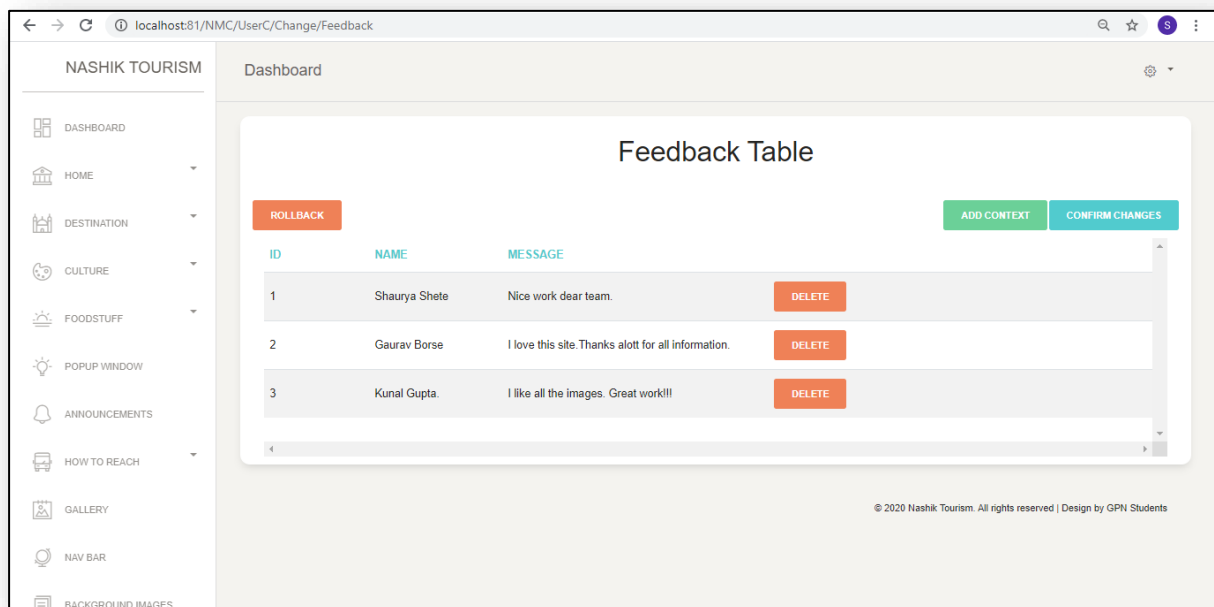 localhost:81/NMC/UserC/Change/Feedback
S
NASHIK TOURISM
Dashboard
DASHBOARD
HOME
DESTINATION
CULTURE
FOODSTUFF
POPUP WINDOW
ANNOUNCEMENTS
HOW TO REACH
GALLERY
NAV BAR
BACKGROUND IMAGES
Feedback Table
ROLLBACK
ADD CONTEXT CONFIRM CHANGES
ID NAME MESSAGE
1 Shaurya Shete Nice work dear team. DELETE
2 Gaurav Borse I love this site.Thanks alott for all information. DELETE
3 Kunal Gupta. I like all the images. Great work!!! DELETE
© 2020 Nashik Tourism. All rights reserved | Design by GPN Students